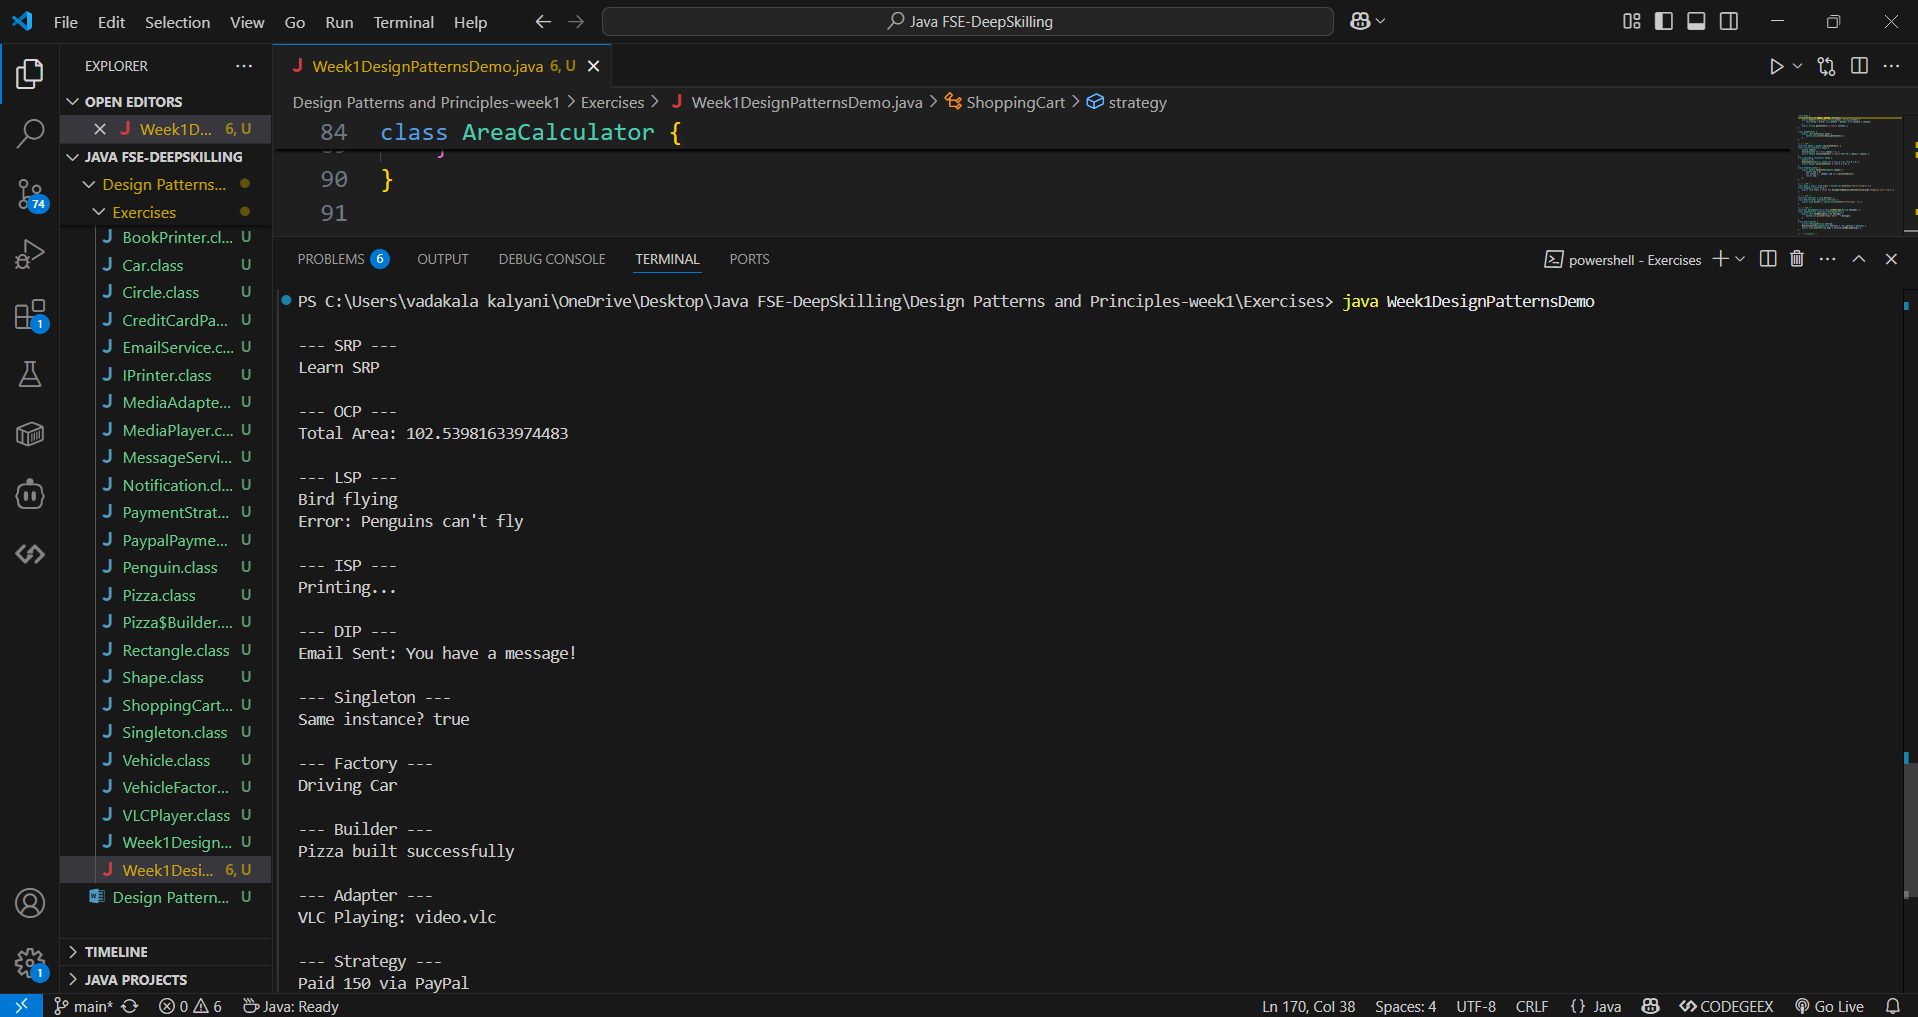 File Edit Selection View Go Run Terminal Help
Java FSE-DeepSkilling
EXPLORER
OPEN EDITORS
Week1D... 6, U
JAVA FSE-DEEPSKILLING
Design Patterns...
Exercises
BookPrinter.cl... U
Car.class U
Circle.class U
CreditCardPa... U
EmailService.c... U
IPrinter.class U
MediaAdapte... U
MediaPlayer.c... U
MessageServi... U
Notification.cl... U
PaymentStrat... U
PaypalPayme... U
Penguin.class U
Pizza.class U
Pizza$Builder.... U
Rectangle.class U
Shape.class U
ShoppingCart... U
Singleton.class U
Vehicle.class U
VehicleFactor... U
VLCPlayer.class U
Week1Design... U
Week1Desi... 6, U
Design Pattern... U
TIMELINE
JAVA PROJECTS
74
1
1
Week1DesignPatternsDemo.java 6, U
Design Patterns and Principles-week1 > Exercises > Week1DesignPatternsDemo.java > ShoppingCart > strategy
84 class AreaCalculator {
90 }
91
PROBLEMS 6 OUTPUT DEBUG CONSOLE TERMINAL PORTS
powershell - Exercises
PS C:\Users\vadakala kalyani\OneDrive\Desktop\Java FSE-DeepSkilling\Design Patterns and Principles-week1\Exercises> java Week1DesignPatternsDemo
--- SRP ---
Learn SRP
--- OCP ---
Total Area: 102.53981633974483
--- LSP ---
Bird flying
Error: Penguins can't fly
--- ISP ---
Printing...
--- DIP ---
Email Sent: You have a message!
--- Singleton ---
Same instance? true
--- Factory ---
Driving Car
--- Builder ---
Pizza built successfully
--- Adapter ---
VLC Playing: video.vlc
--- Strategy ---
Paid 150 via PayPal
main* 0 6 Java: Ready
Ln 170, Col 38 Spaces: 4 UTF-8 CRLF {} Java CODEGEEX Go Live